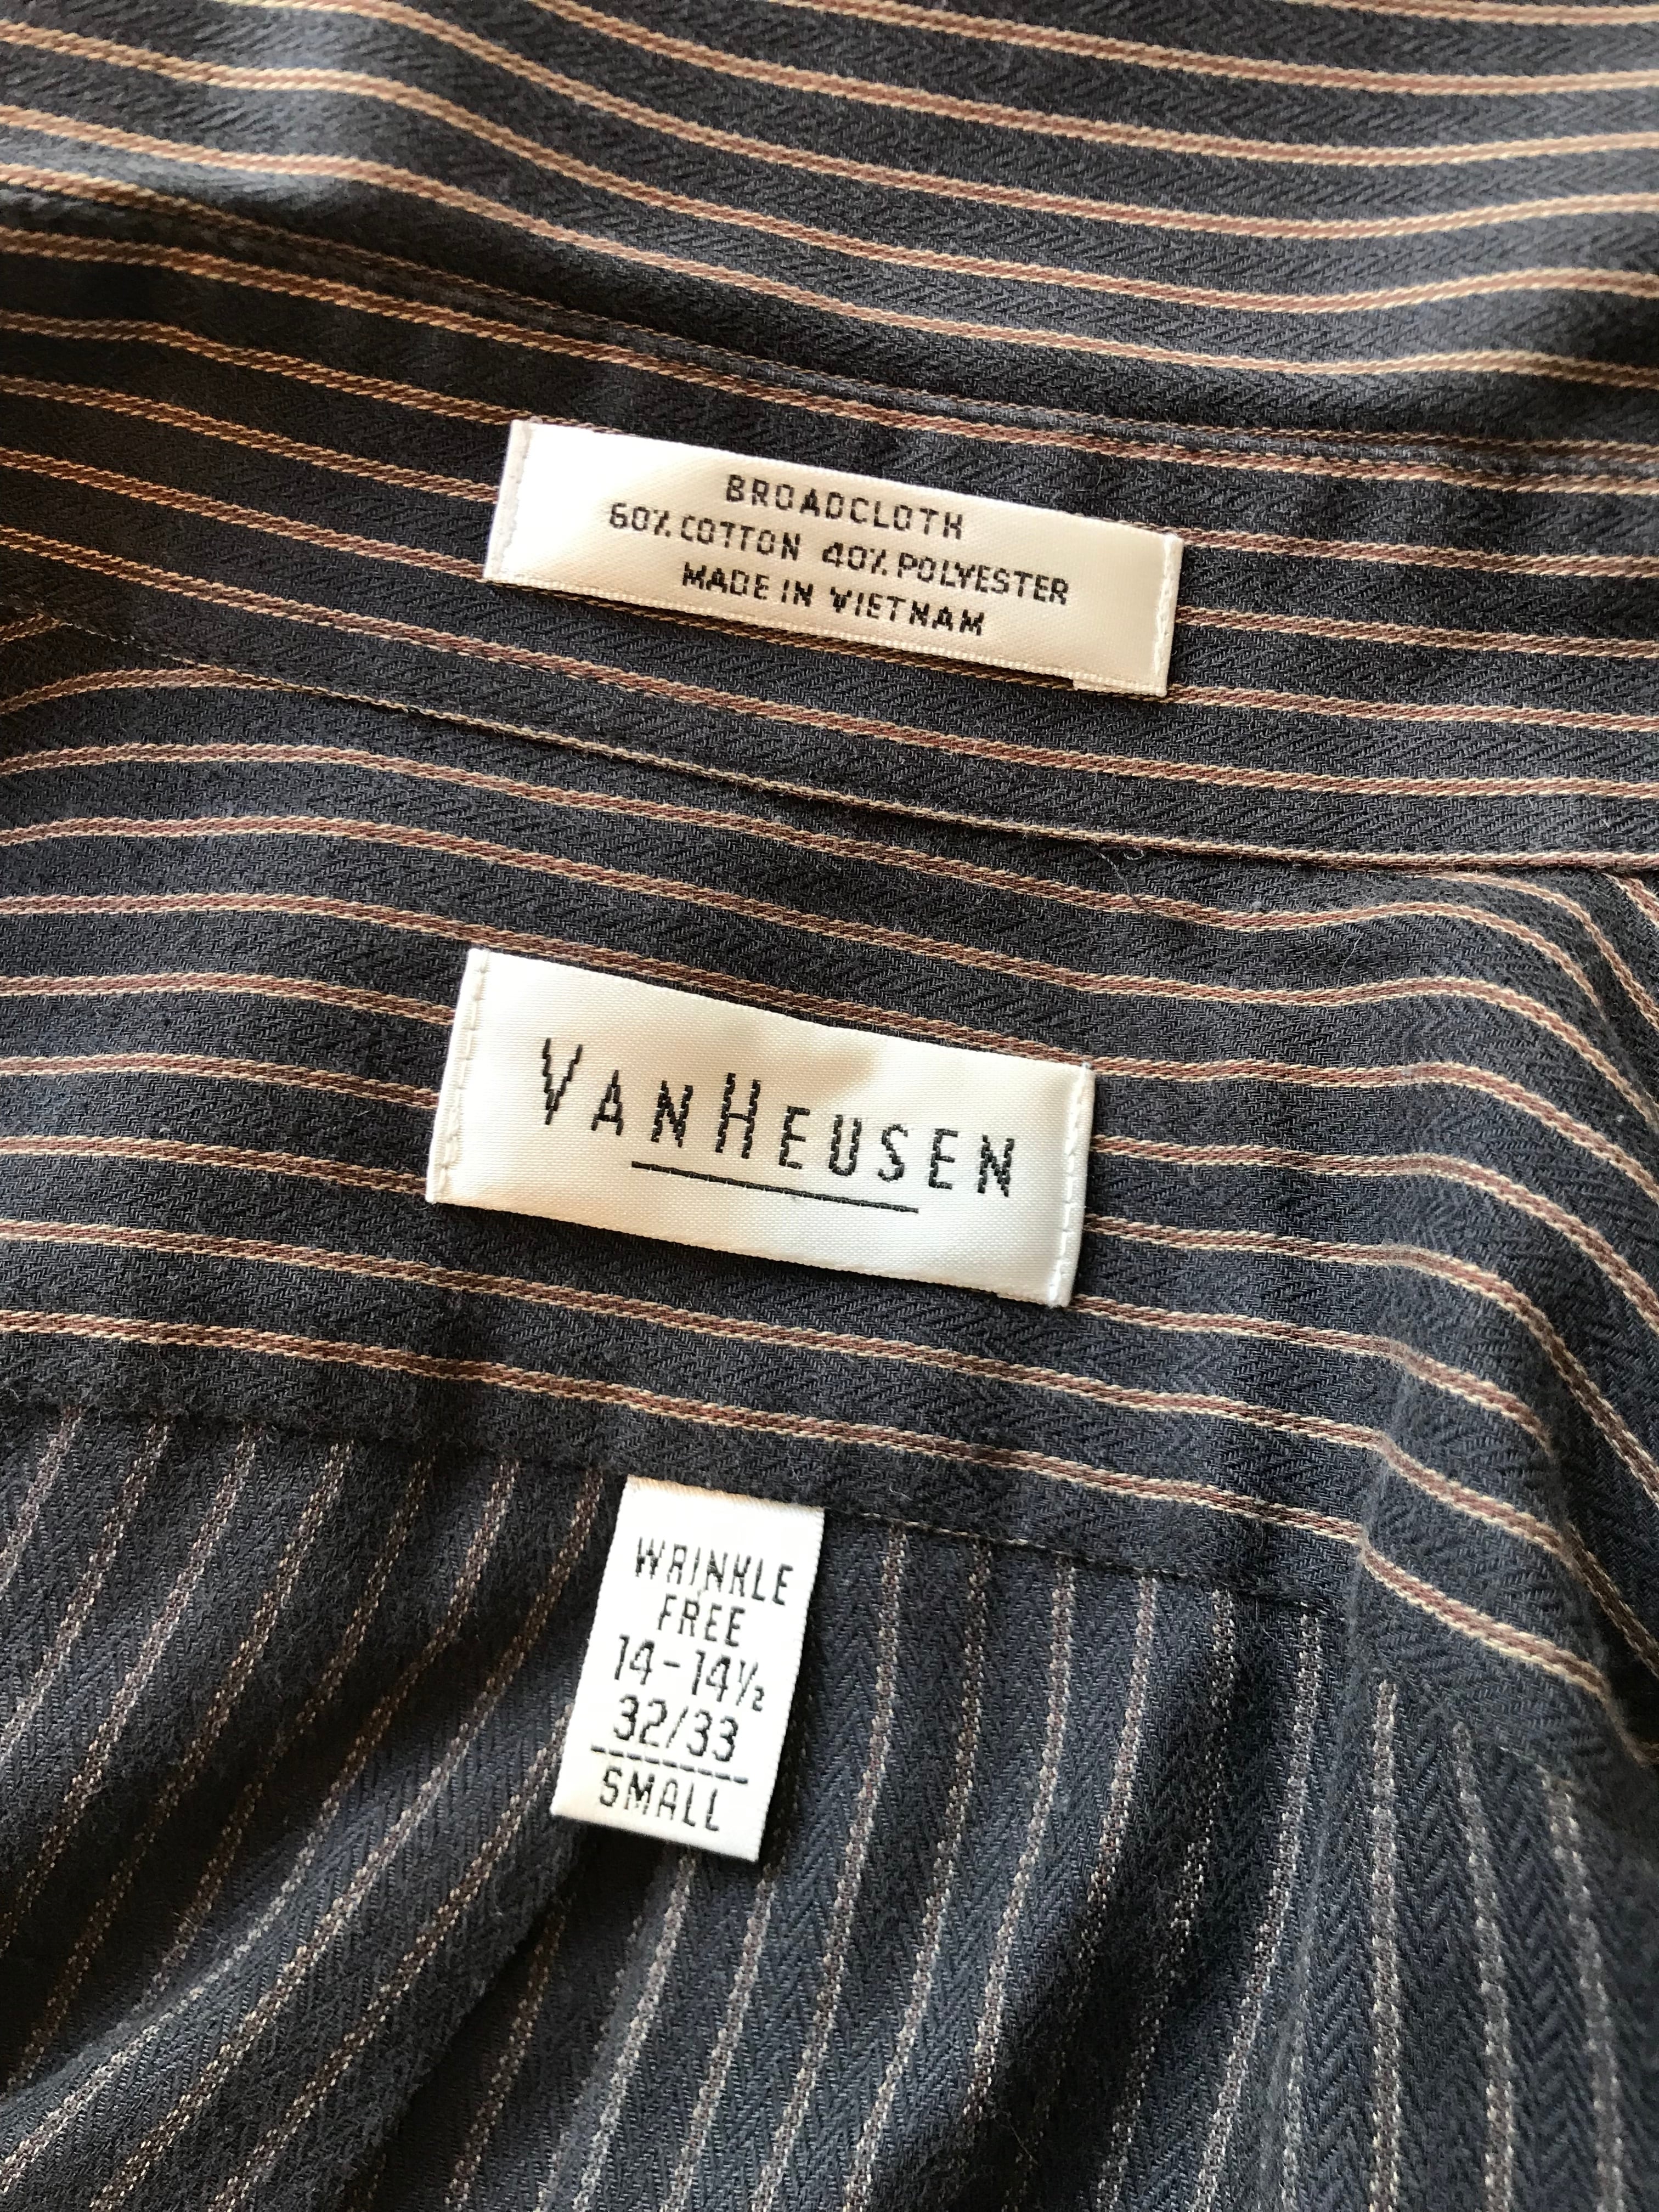 BROADCLOTH
60% COTTON 40% POLYESTER
MADE IN VIETNAM
VANHEUSEN
WRINKLE
FREE
14-14½
32/33
SMALL